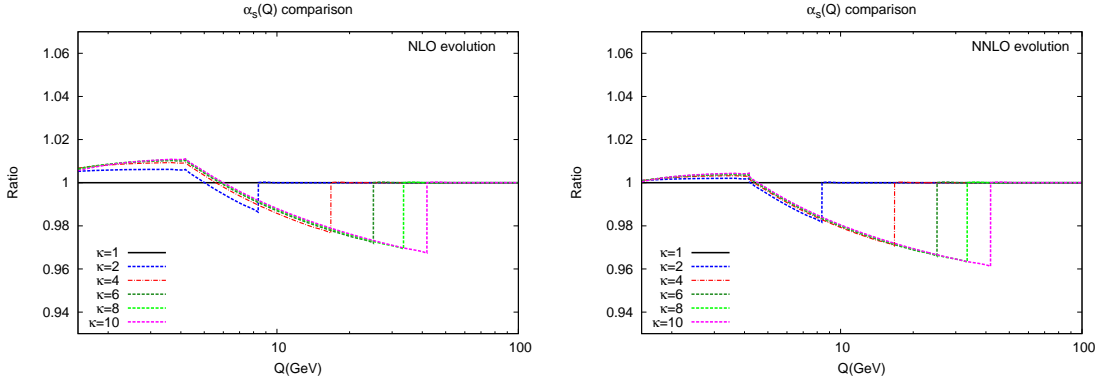 αs(Q) comparison
NLO evolution
1.06
1.04
1.02
1
0.98
0.96
0.94
Ratio
κ=1
κ=2
κ=4
κ=6
κ=8
κ=10
10
100
Q(GeV)
αs(Q) comparison
NNLO evolution
1.06
1.04
1.02
1
0.98
0.96
0.94
Ratio
κ=1
κ=2
κ=4
κ=6
κ=8
κ=10
10
100
Q(GeV)